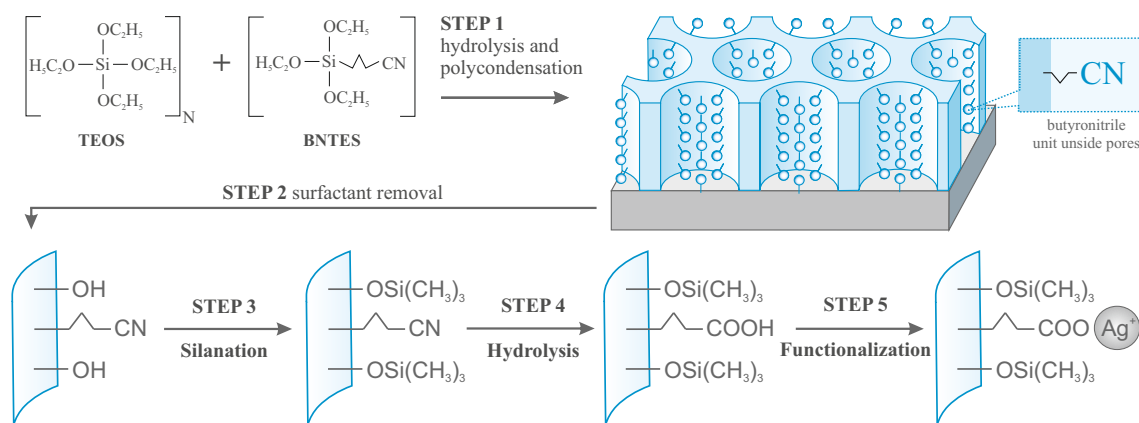 OC₂H₅
H₅C₂O—Si—OC₂H₅
OC₂H₅
N
TEOS
+
OC₂H₅
H₅C₂O—Si CN
OC₂H₅
BNTES
STEP 1
hydrolysis and
polycondensation
CN
butyronitrile
unit unside pores
STEP 2 surfactant removal
OH
CN
OH
STEP 3
Silanation
OSi(CH₃)₃
CN
OSi(CH₃)₃
STEP 4
Hydrolysis
OSi(CH₃)₃
COOH
OSi(CH₃)₃
STEP 5
Functionalization
OSi(CH₃)₃
COO Ag⁺
OSi(CH₃)₃